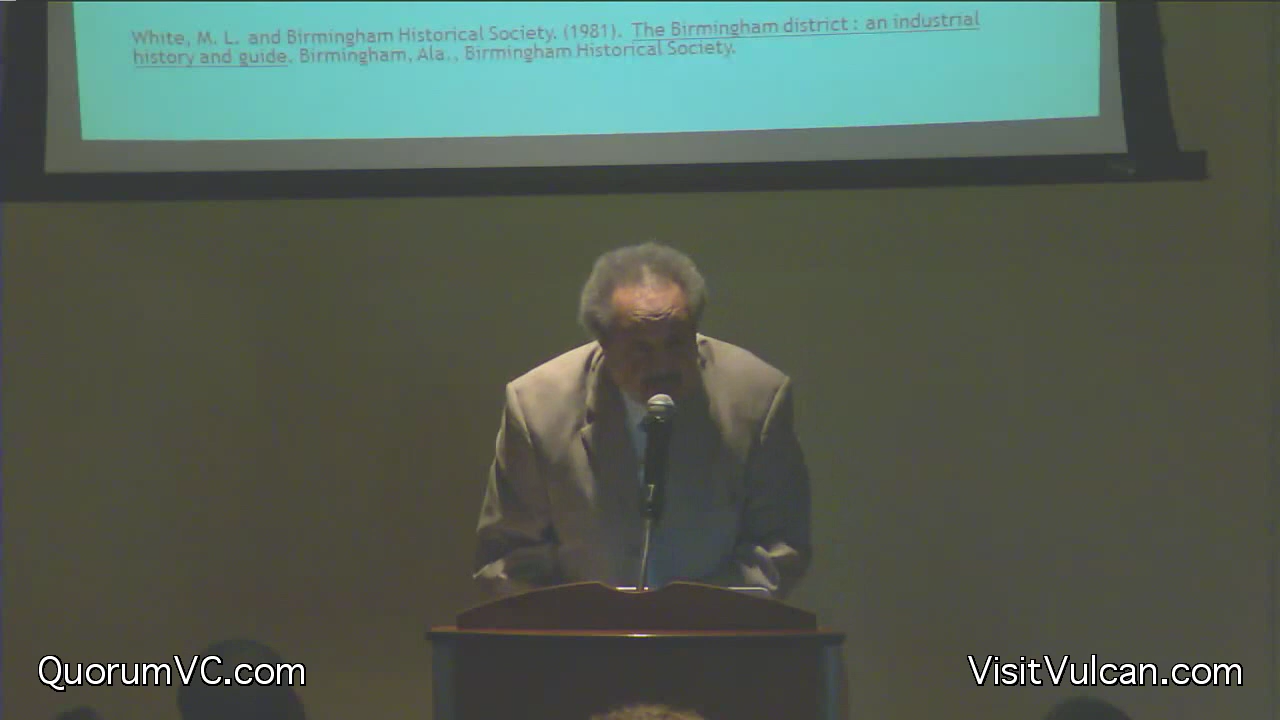 White, M. L. and Birmingham Historical Society. (1981). The Birmingham district : an industrial
history and guide. Birmingham, Ala., Birmingham Historical Society.
QuorumVC.com
VisitVulcan.com